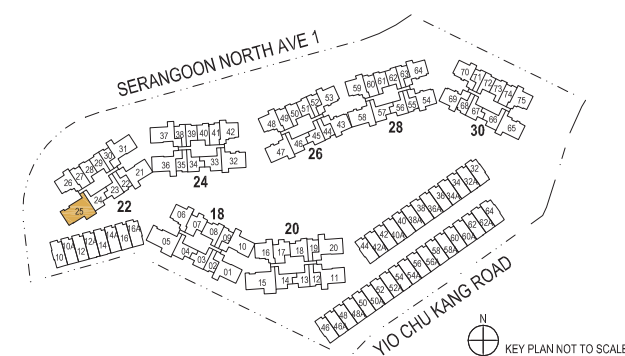 SERANGOON NORTH AVE 1
31
30
29
28
27
26
25
24
23
22
21
22
37 38 39 40 41 42
36 35 34 33 32
24
48 49 50 51 52 53
47 46 45 44 43
26
59 60 61 62 63 64
58 57 56 55 54
28
70 71 72 73 74 75
69 68 67 66 65
30
10 10A 12 12A 14 14A 16 16A
18
06 07 08 09 10
05 04 03 02 01
20
16 17 18 19 20
15 14 13 12 11
44 42A 42 40A 40 38A 38 36A 36 34A 34 32A 32
46 46A 48 48A 50 50A 52 52A 54 54A 56 56A 58 58A 60 60A 62 62A 64
YIO CHU KANG ROAD
N
KEY PLAN NOT TO SCALE